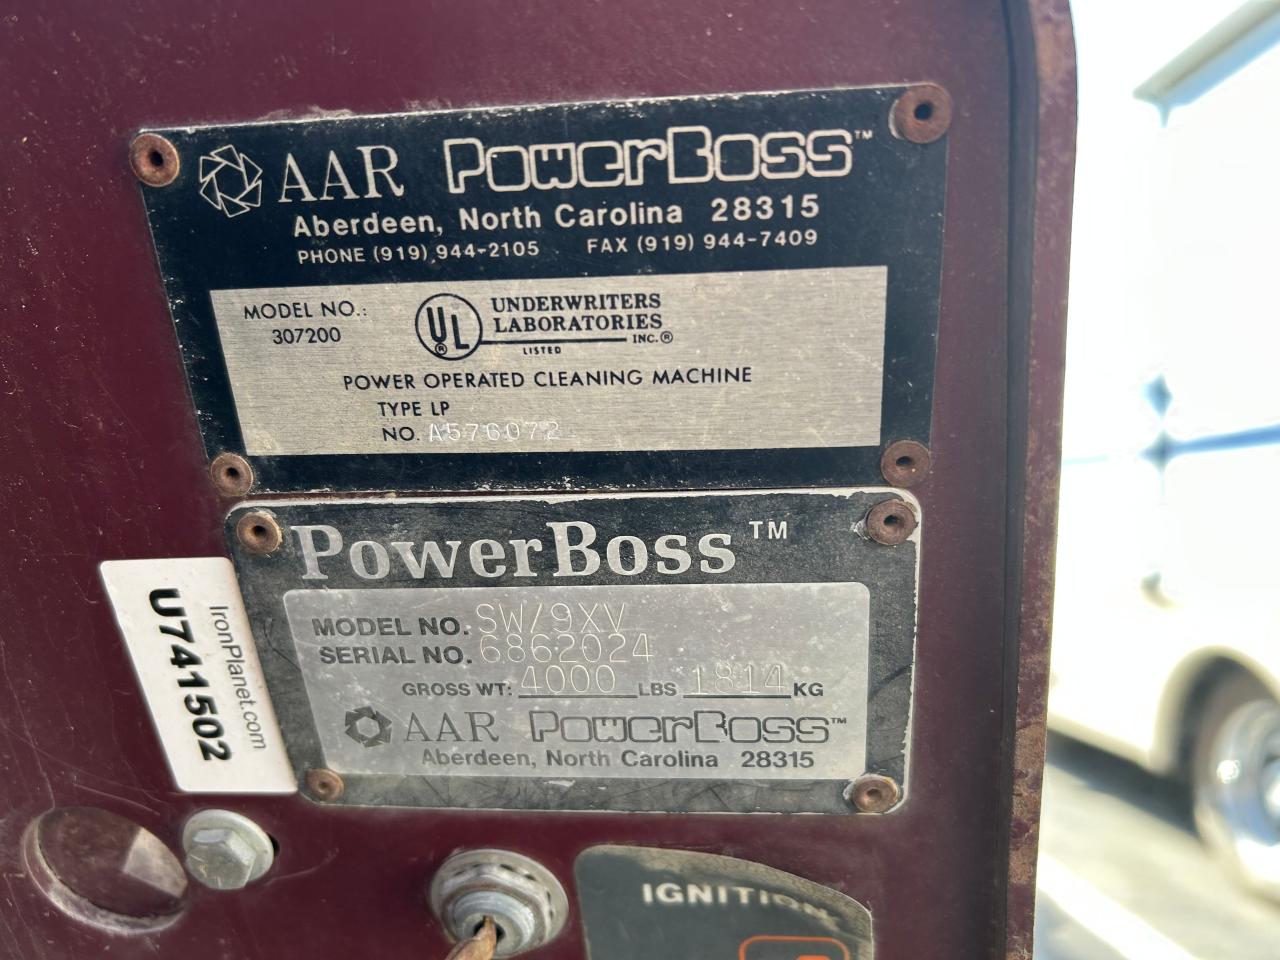 AAR PowerBoss™
Aberdeen, North Carolina 28315
PHONE (919) 944-2105 FAX (919) 944-7409
MODEL NO.:
307200
UL
®
UNDERWRITERS
LABORATORIES
INC.®
LISTED
POWER OPERATED CLEANING MACHINE
TYPE LP
NO. A576072
PowerBoss™
MODEL NO. SW/9XV
SERIAL NO. 6862024
GROSS WT: 4000 LBS 1814 KG
AAR PowerBoss™
Aberdeen, North Carolina 28315
IronPlanet.com
U7411502
IGNITION